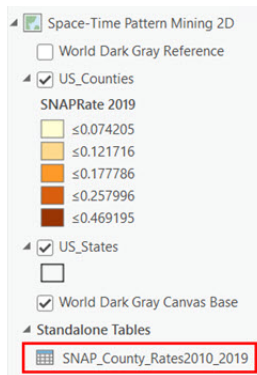 Space-Time Pattern Mining 2D
World Dark Gray Reference
US_Counties
SNAPRate 2019
≤0.074205
≤0.121716
≤0.177786
≤0.257996
≤0.469195
US_States
World Dark Gray Canvas Base
Standalone Tables
SNAP_County_Rates2010_2019